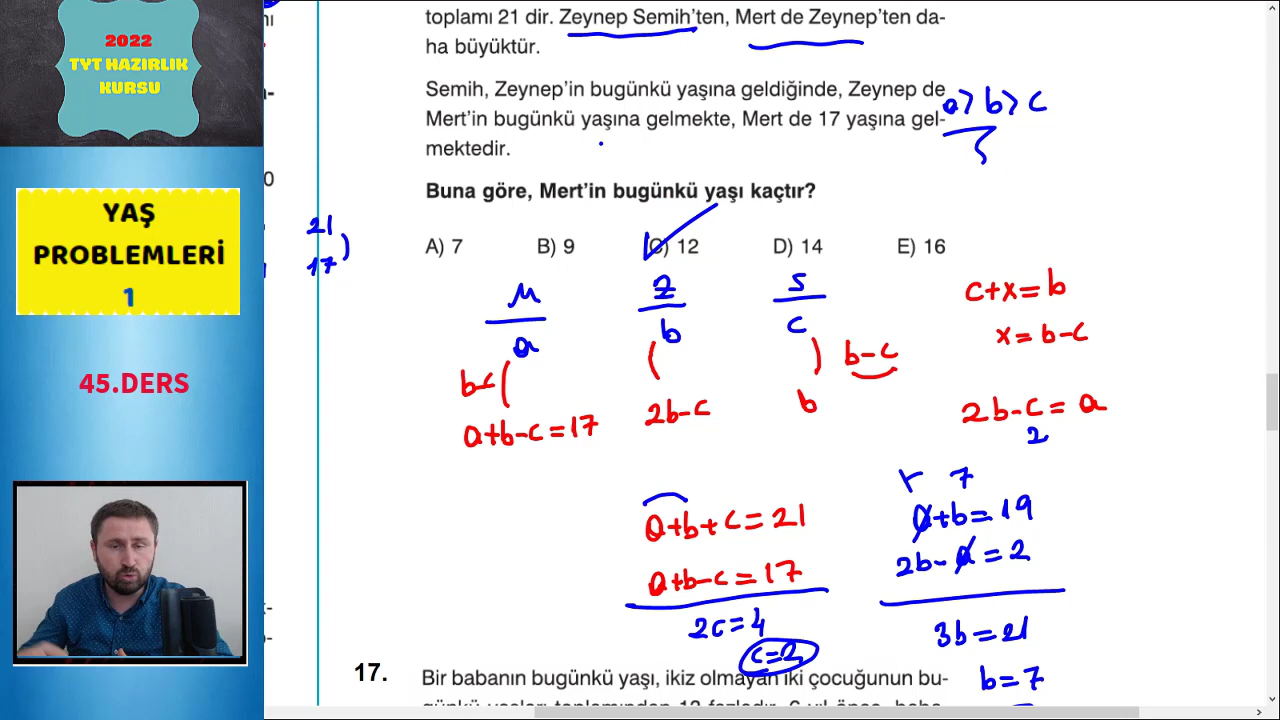 2022
TYT HAZIRLIK
KURSU
YAŞ
PROBLEMLERİ
1
45.DERS
toplamı 21 dir. Zeynep Semih'ten, Mert de Zeynep'ten da-
ha büyüktür.
Semih, Zeynep'in bugünkü yaşına geldiğinde, Zeynep de
Mert'in bugünkü yaşına gelmekte, Mert de 17 yaşına gel-
mektedir.
a > b > c
Buna göre, Mert'in bugünkü yaşı kaçtır?
21
17
A) 7 B) 9 C) 12 D) 14 E) 16
M Z S
a b c
c+x=b
x=b-c
b-c b-c
a+b-c=17 2b-c b
2b-c=a
2
7
a+b+c=21
a+b-c=17
2c=4
c=2
a+b=19
2b-a=2
3b=21
b=7
17. Bir babanın bugünkü yaşı, ikiz olmayan iki çocuğunun bu-